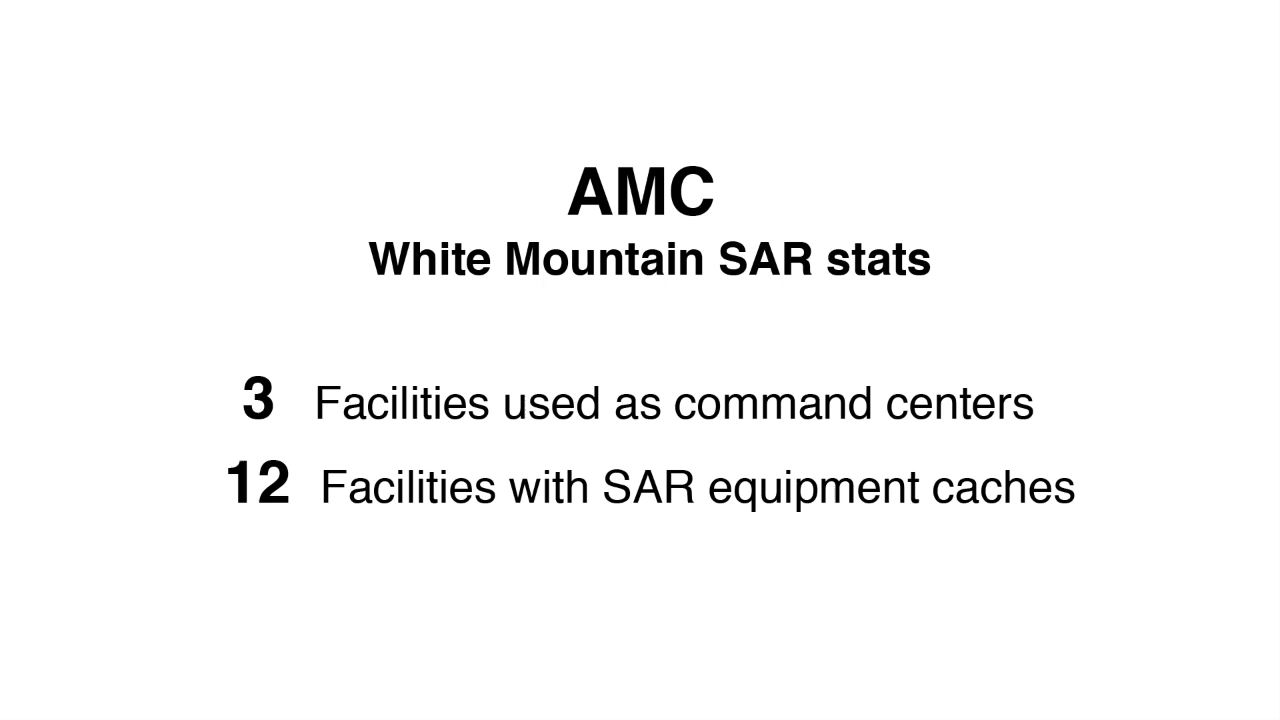 AMC
White Mountain SAR stats
3 Facilities used as command centers
12 Facilities with SAR equipment caches